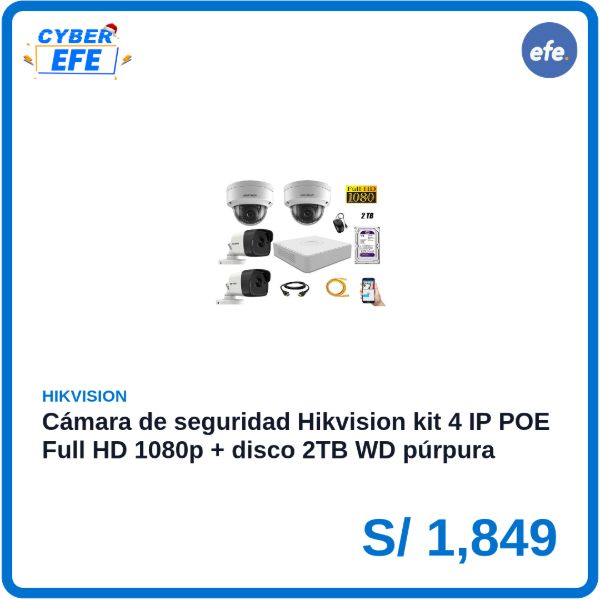 CYBER
EFE
efe.
Full HD
1080
2 TB
HIKVISION
Cámara de seguridad Hikvision kit 4 IP POE
Full HD 1080p + disco 2TB WD púrpura
S/ 1,849